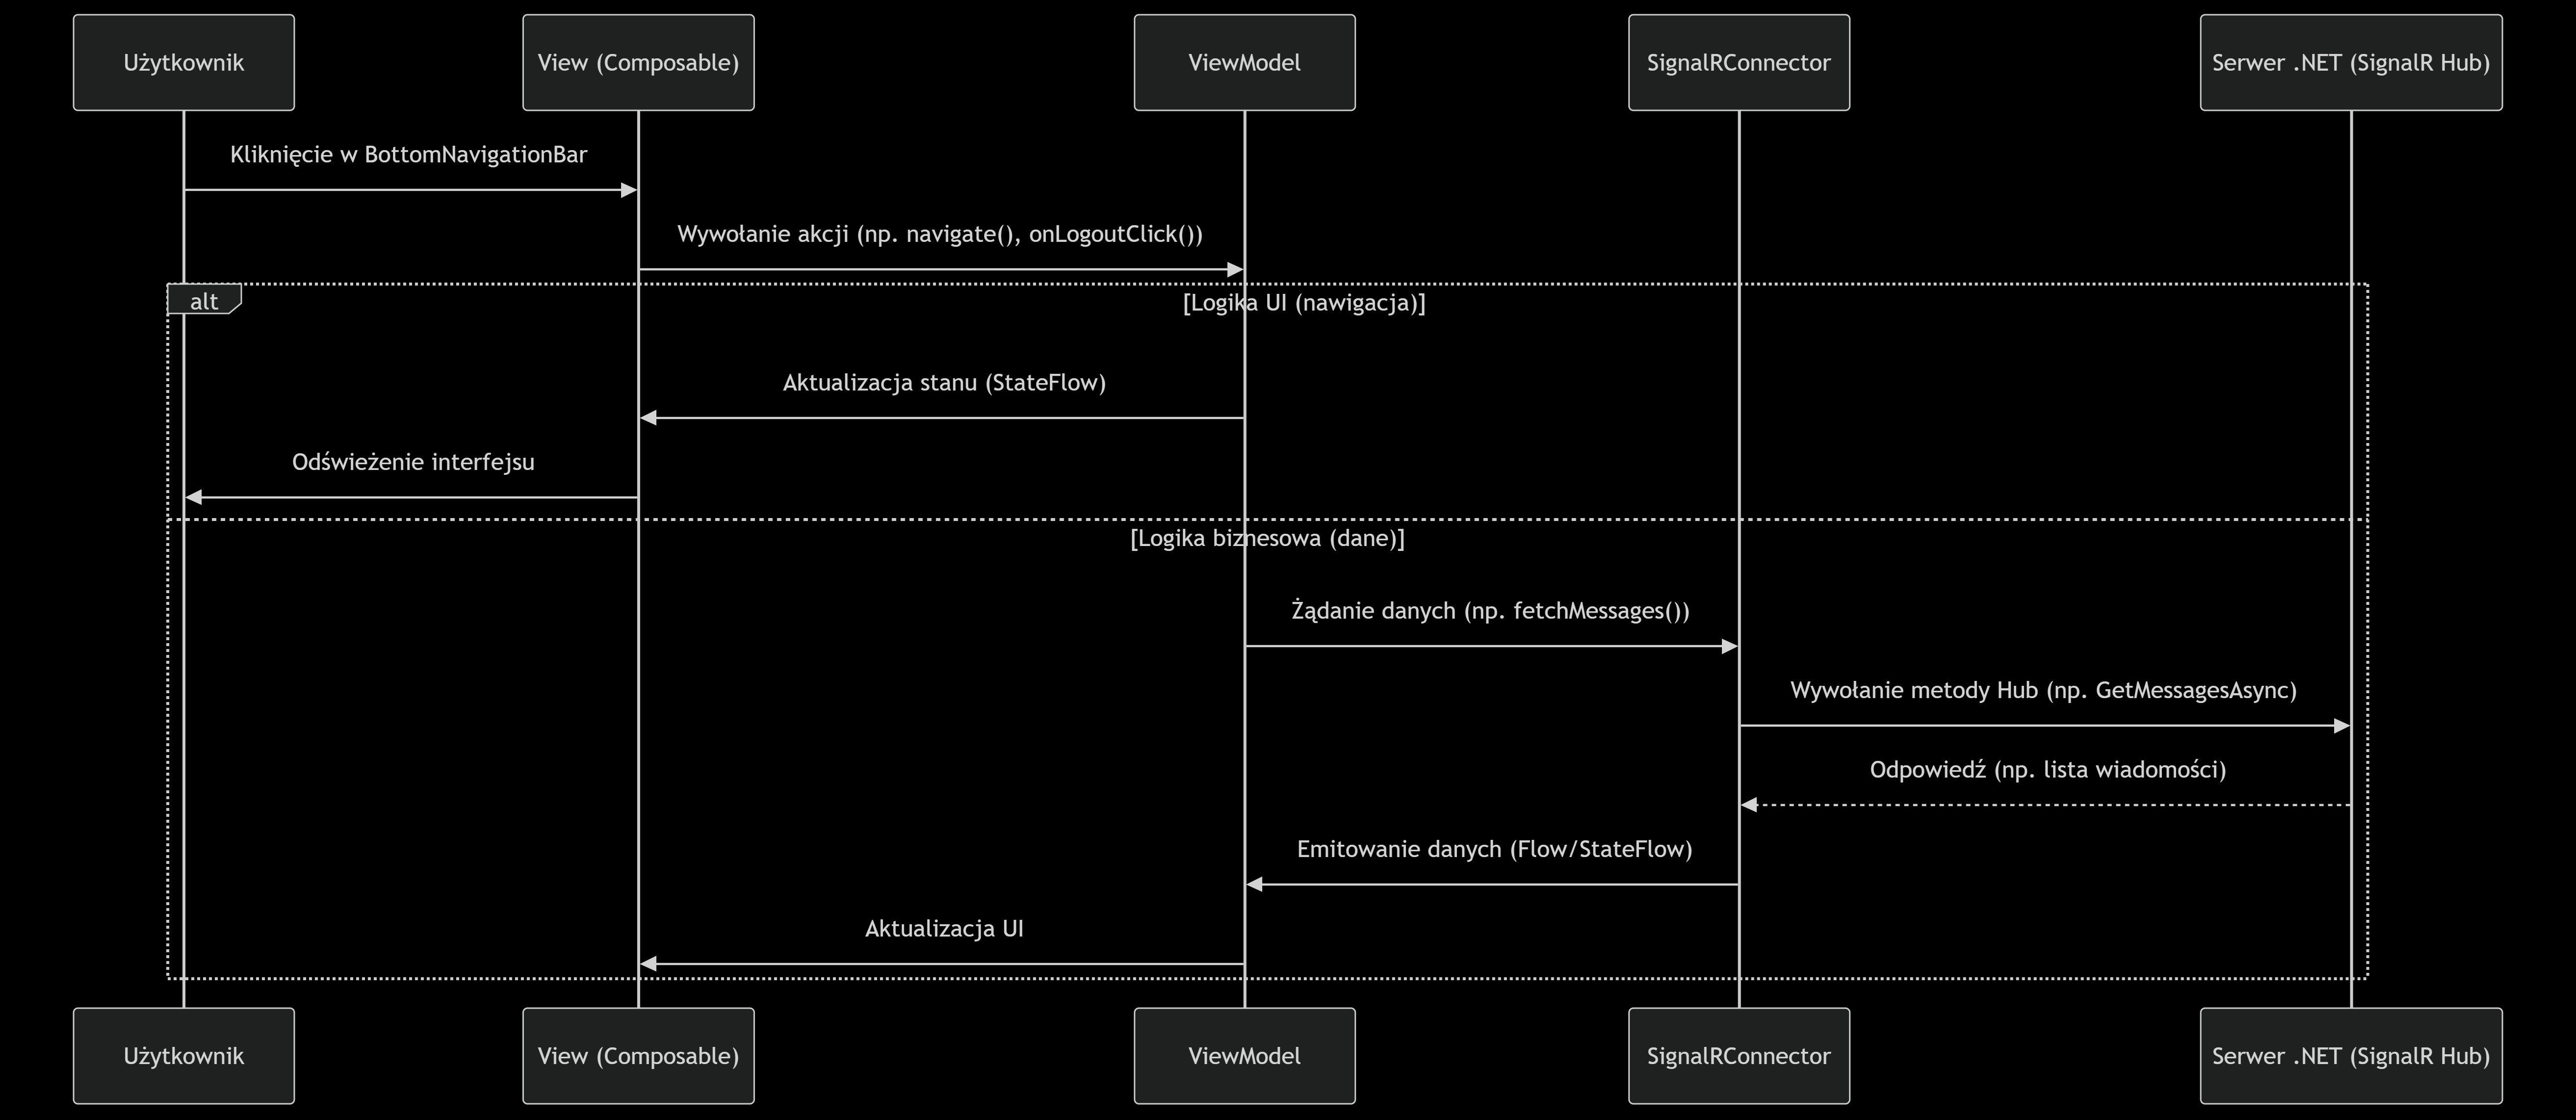 Użytkownik
View (Composable)
ViewModel
SignalRConnector
Serwer .NET (SignalR Hub)
Kliknięcie w BottomNavigationBar
Wywołanie akcji (np. navigate(), onLogoutClick())
alt
[Logika UI (nawigacja)]
Aktualizacja stanu (StateFlow)
Odświeżenie interfejsu
[Logika biznesowa (dane)]
Żądanie danych (np. fetchMessages())
Wywołanie metody Hub (np. GetMessagesAsync)
Odpowiedź (np. lista wiadomości)
Emitowanie danych (Flow/StateFlow)
Aktualizacja UI
Użytkownik
View (Composable)
ViewModel
SignalRConnector
Serwer .NET (SignalR Hub)